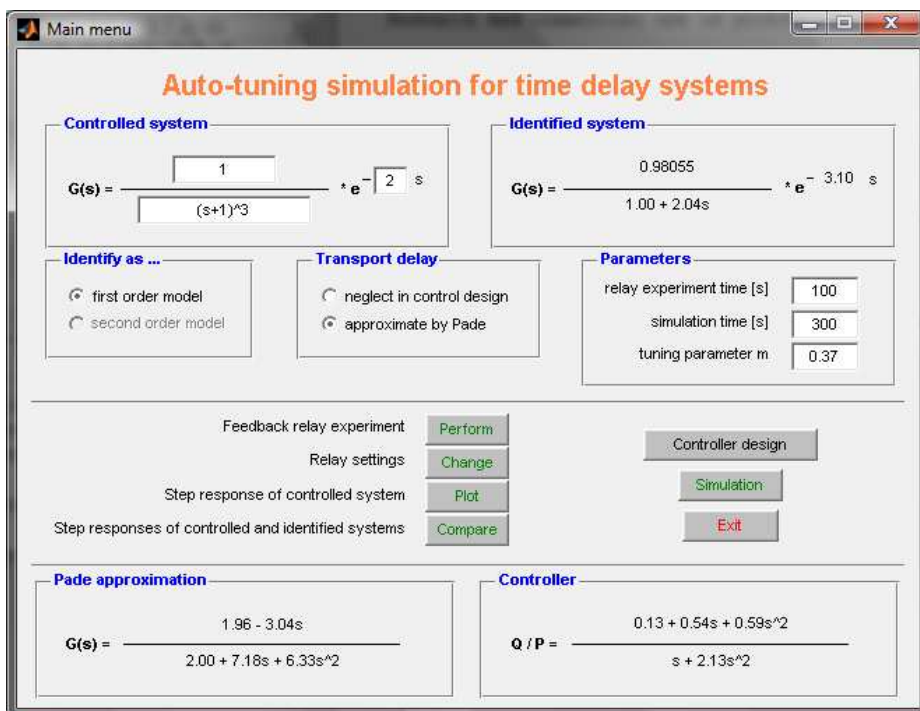 Main menu
Auto-tuning simulation for time delay systems
Controlled system
G(s) = 1 / (s+1)^3 * e^- 2 s
Identified system
G(s) = 0.98055 / 1.00 + 2.04s * e^- 3.10 s
Identify as ...
first order model
second order model
Transport delay
neglect in control design
approximate by Pade
Parameters
relay experiment time [s] 100
simulation time [s] 300
tuning parameter m 0.37
Feedback relay experiment Perform
Relay settings Change
Step response of controlled system Plot
Step responses of controlled and identified systems Compare
Controller design
Simulation
Exit
Pade approximation
G(s) = 1.96 - 3.04s / 2.00 + 7.18s + 6.33s^2
Controller
Q / P = 0.13 + 0.54s + 0.59s^2 / s + 2.13s^2